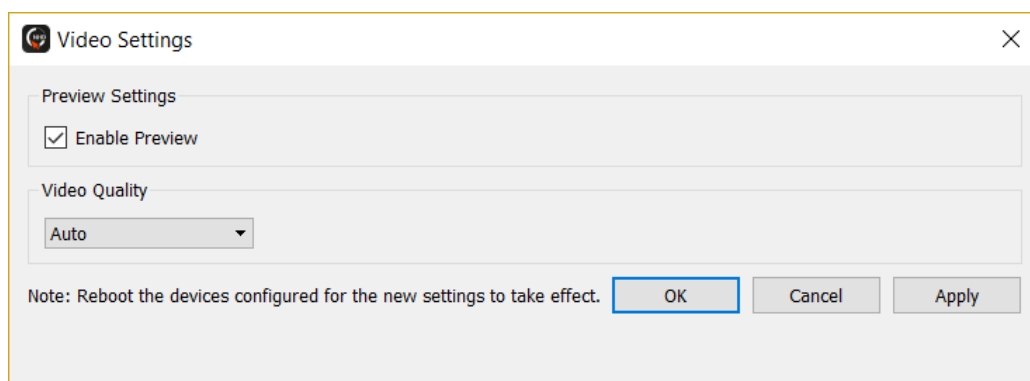 Video Settings
Preview Settings
Enable Preview
Video Quality
Auto
Note: Reboot the devices configured for the new settings to take effect. OK Cancel Apply